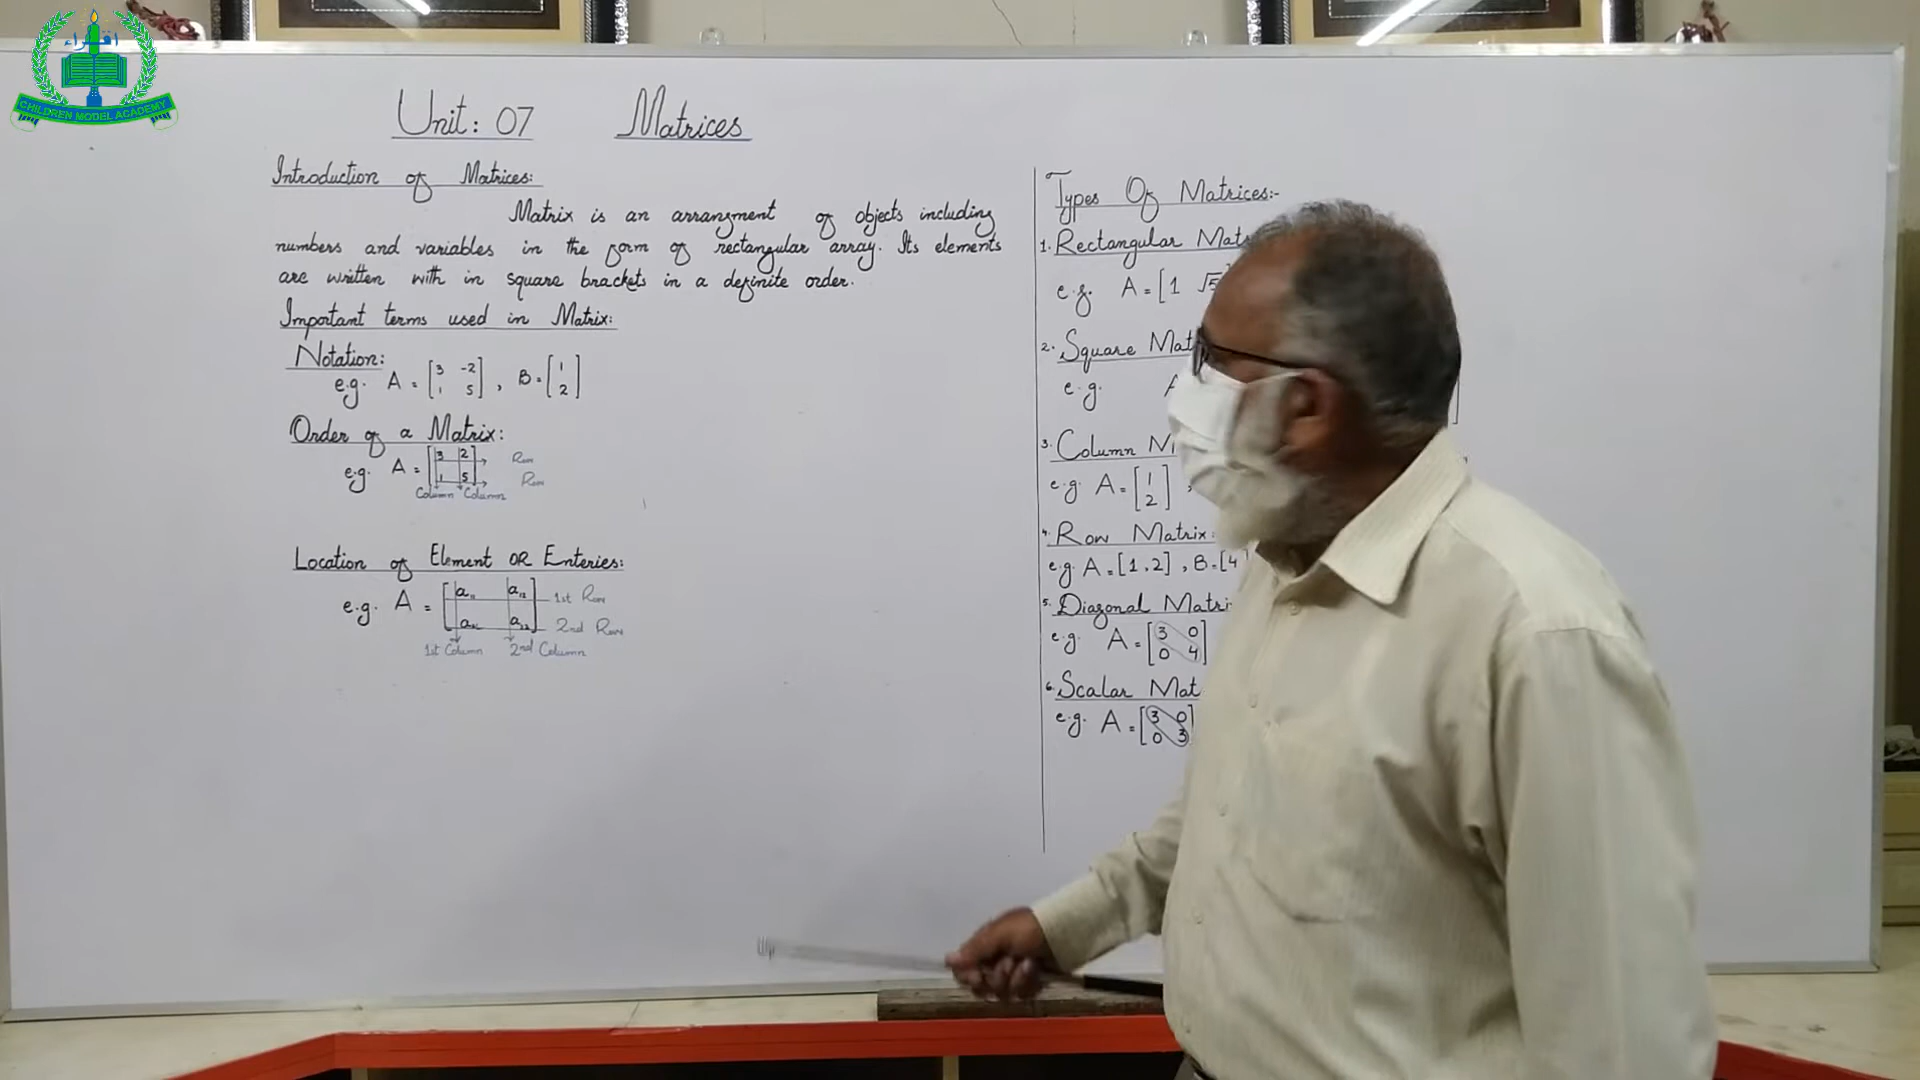 اقراء
CHILDREN MODEL ACADEMY
Unit: 07 Matrices
Introduction of Matrices:
Matrix is an arrangment of objects including
numbers and variables in the form of rectangular array. Its elements
are written with in square brackets in a definite order.
Important terms used in Matrix:
Notation:
e.g. A = [3 -2
1 5] , B = [1
2]
Order of a Matrix:
e.g. A = [3 2 Row
1 5] Row
Column Column
Location of Element OR Enteries:
e.g. A = [a₁₁ a₁₂ 1st Row
a₂₁ a₂₂] 2nd Row
1st Column 2nd Column
Types Of Matrices:-
1. Rectangular Mat
e.g. A = [1 √5
2. Square Mat
e.g. A
3. Column M
e.g A = [1
2] ,
4. Row Matrix:
e.g A = [1,2] , B = [4
5. Diagonal Matri
e.g. A = [3 0
0 4]
6. Scalar Mat
e.g. A = [3 0
0 3]